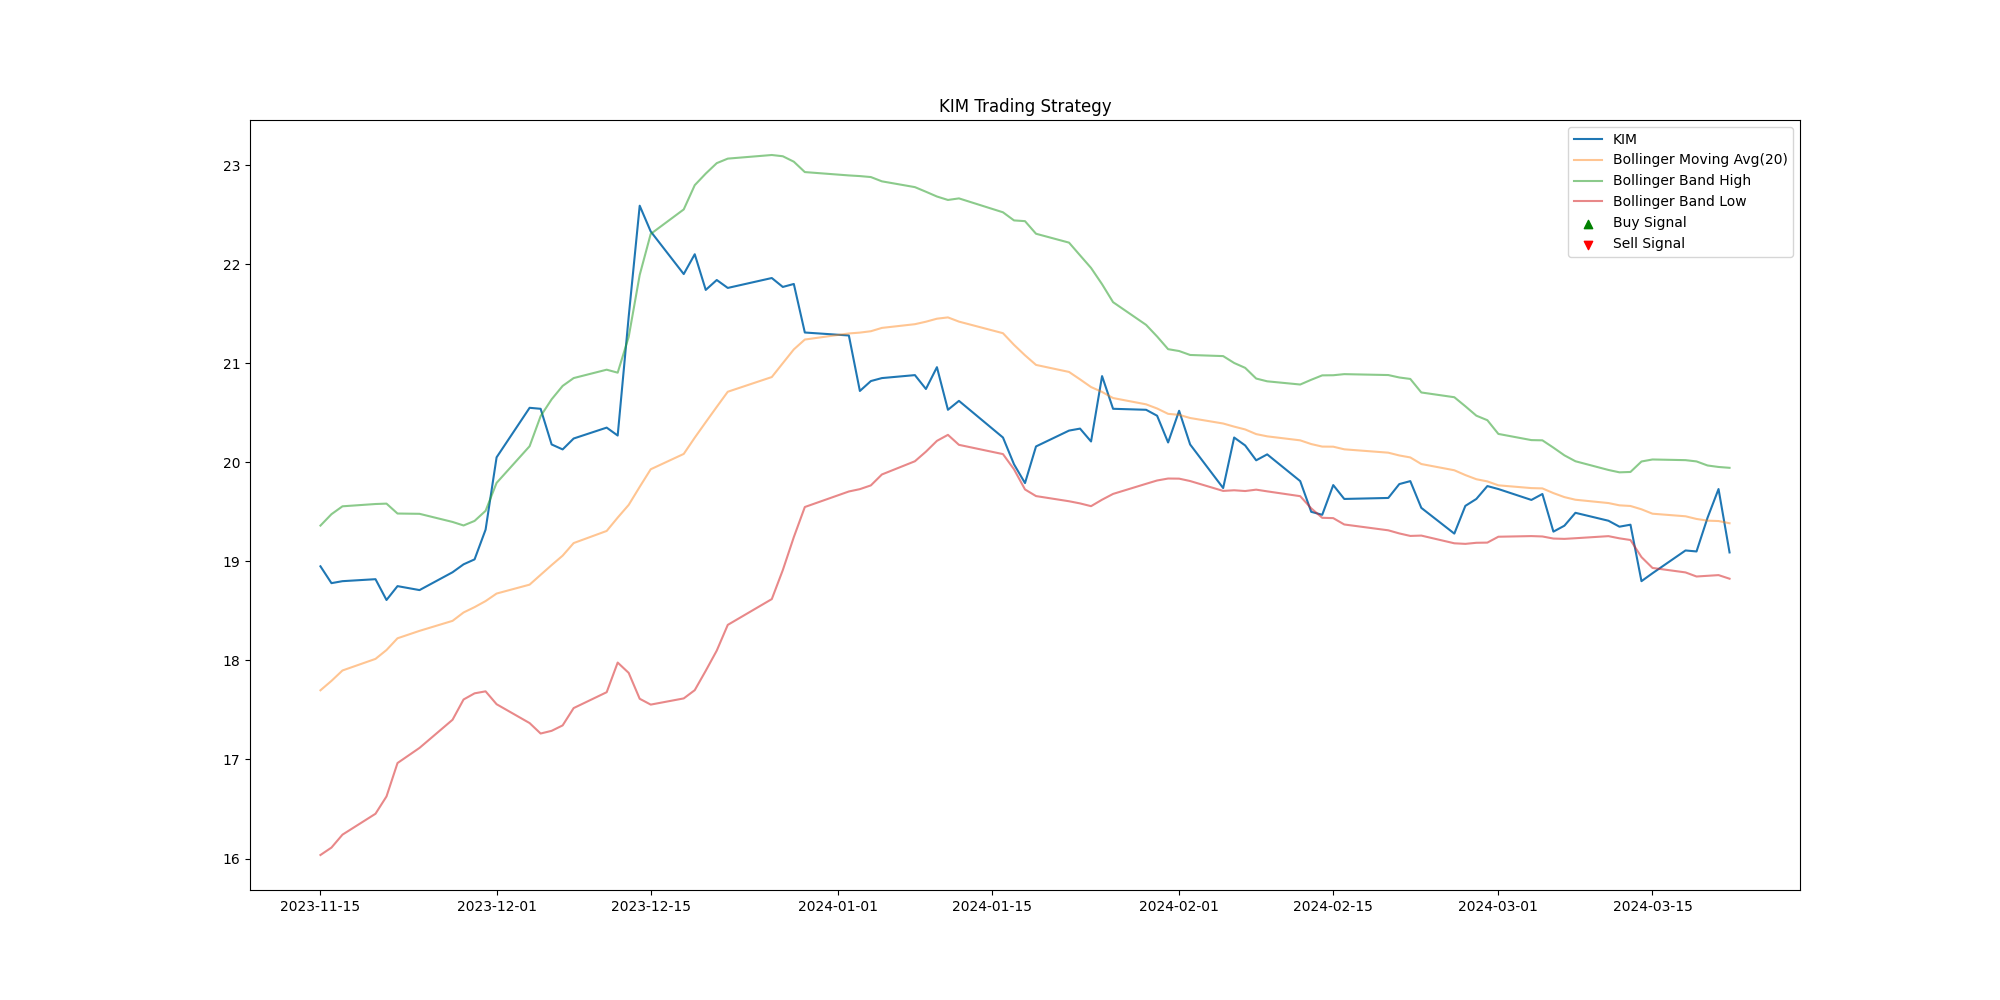 KIM Trading Strategy
KIM
Bollinger Moving Avg(20)
Bollinger Band High
Bollinger Band Low
Buy Signal
Sell Signal
23
22
21
20
19
18
17
16
2023-11-15 2023-12-01 2023-12-15 2024-01-01 2024-01-15 2024-02-01 2024-02-15 2024-03-01 2024-03-15